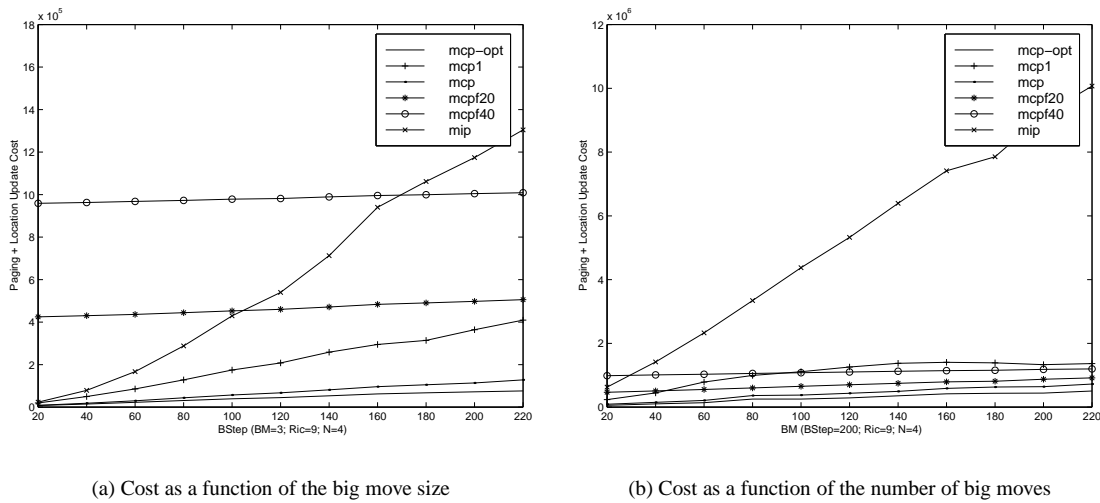 x 10^5
18
16
14
12
10
8
6
4
2
0
20 40 60 80 100 120 140 160 180 200 220
BStep (BM=3; Ric=9; N=4)
Paging + Location Update Cost
mcp-opt
mcp1
mcp
mcpf20
mcpf40
mip
(a) Cost as a function of the big move size
x 10^6
12
10
8
6
4
2
0
20 40 60 80 100 120 140 160 180 200 220
BM (BStep=200; Ric=9; N=4)
Paging + Location Update Cost
mcp-opt
mcp1
mcp
mcpf20
mcpf40
mip
(b) Cost as a function of the number of big moves